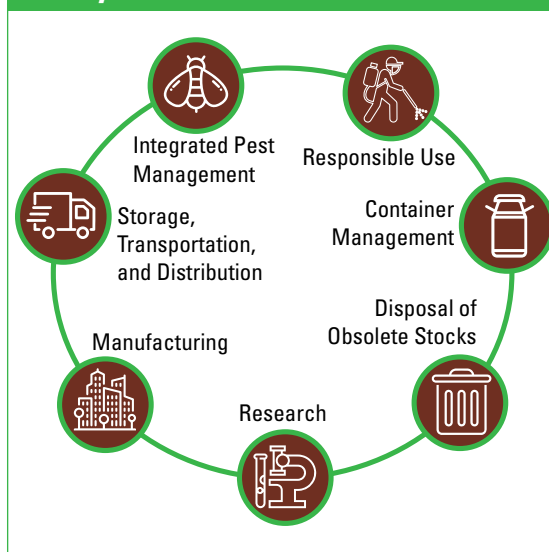 Integrated Pest
Management
Responsible Use
Storage,
Transportation,
and Distribution
Container
Management
Manufacturing
Disposal of
Obsolete Stocks
Research